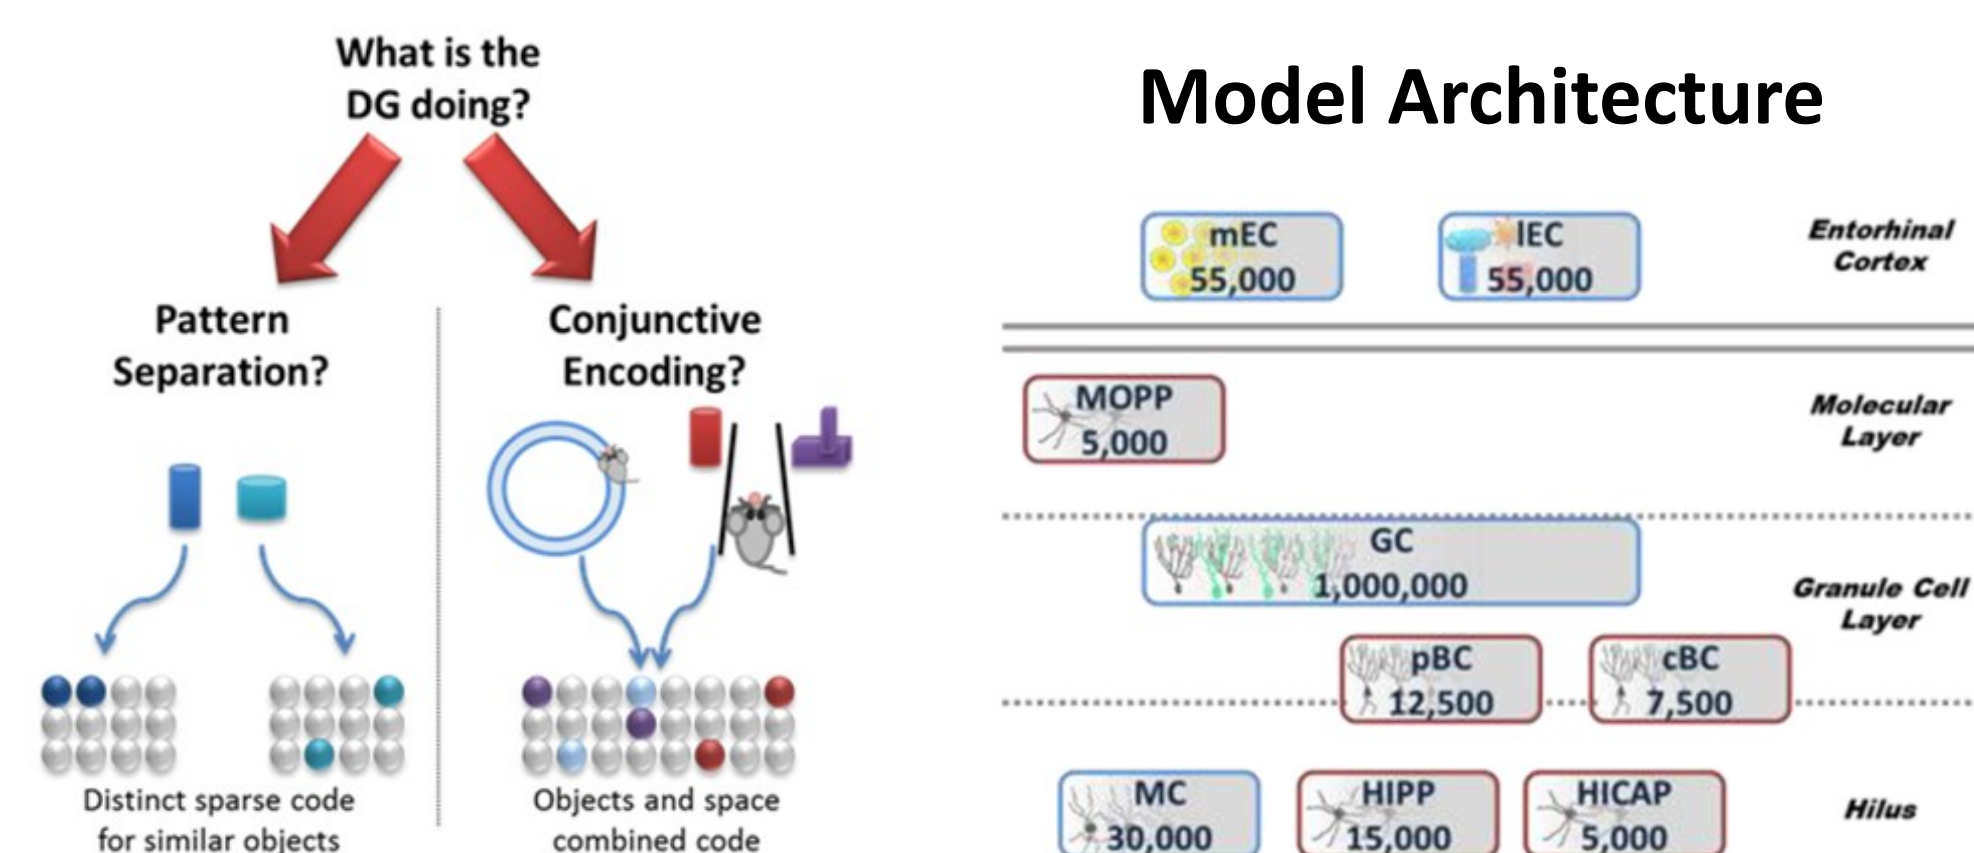 What is the
DG doing?
Pattern
Separation?
Conjunctive
Encoding?
Distinct sparse code
for similar objects
Objects and space
combined code
Model Architecture
mEC
55,000
lEC
55,000
Entorhinal
Cortex
MOPP
5,000
Molecular
Layer
GC
1,000,000
Granule Cell
Layer
pBC
12,500
cBC
7,500
MC
30,000
HIPP
15,000
HICAP
5,000
Hilus